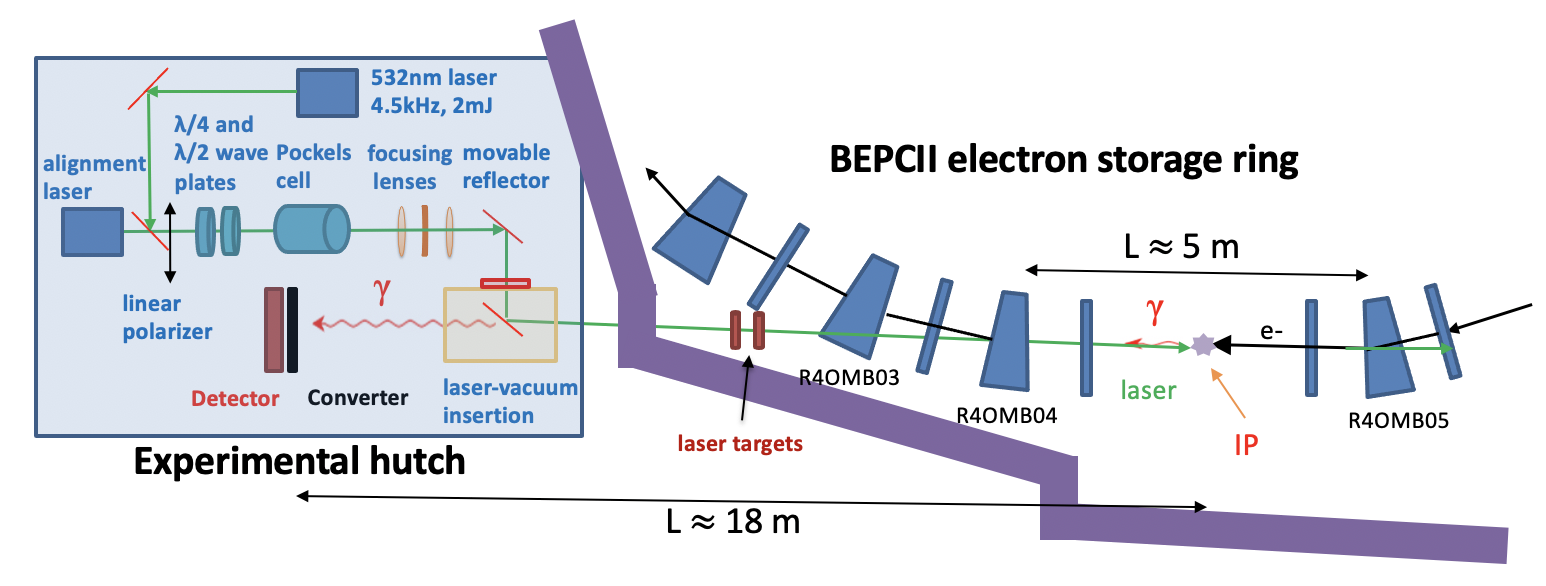 532nm laser
4.5kHz, 2mJ
λ/4 and
λ/2 wave
plates
Pockels
cell
focusing
lenses
movable
reflector
alignment
laser
linear
polarizer
γ
Detector
Converter
laser-vacuum
insertion
Experimental hutch
BEPCII electron storage ring
L ≈ 5 m
γ
e-
laser
IP
R4OMB03
R4OMB04
R4OMB05
laser targets
L ≈ 18 m